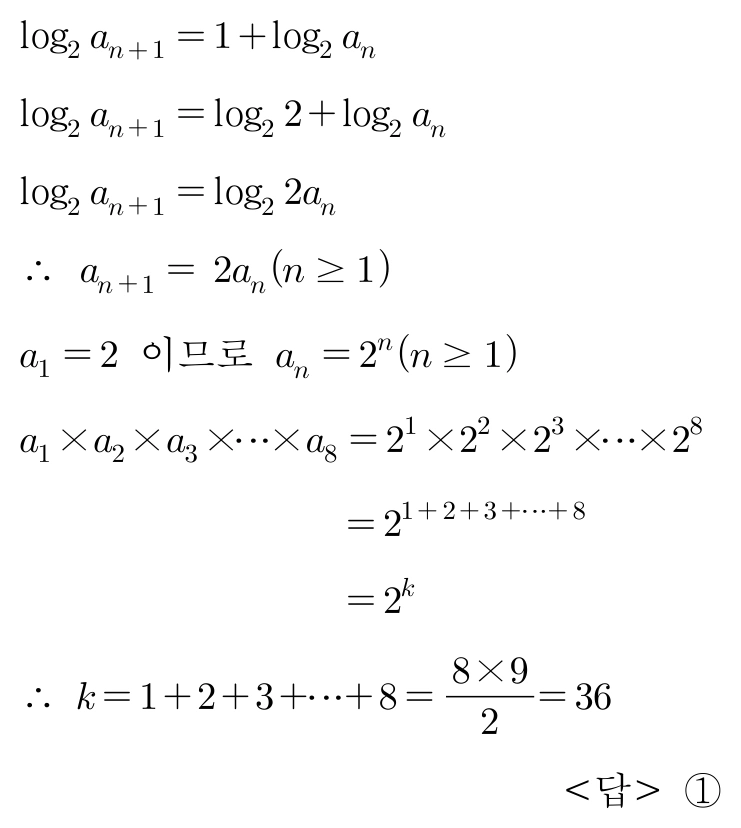 log₂ aₙ₊₁ = 1 + log₂ aₙ
log₂ aₙ₊₁ = log₂ 2 + log₂ aₙ
log₂ aₙ₊₁ = log₂ 2aₙ
∴ aₙ₊₁ = 2aₙ (n ≥ 1)
a₁ = 2 이므로 aₙ = 2ⁿ (n ≥ 1)
a₁ × a₂ × a₃ × ⋯ × a₈ = 2¹ × 2² × 2³ × ⋯ × 2⁸
= 2^{1+2+3+⋯+8}
= 2^k
∴ k = 1 + 2 + 3 + ⋯ + 8 = \frac{8 × 9}{2} = 36
<답> ①